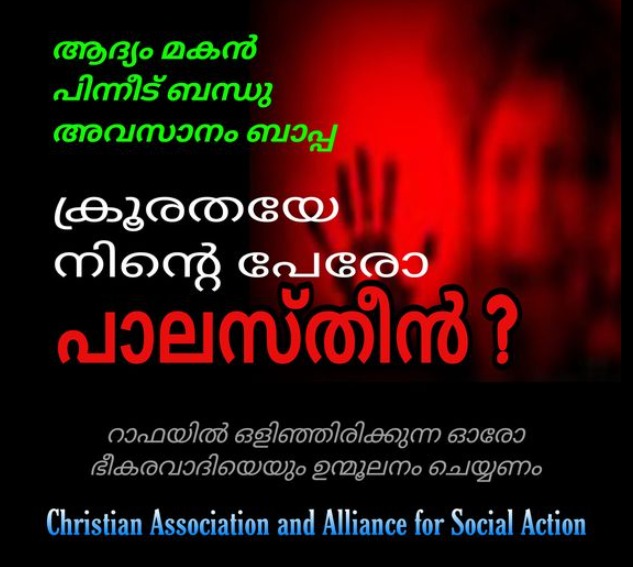 ആദ്യം മകൻ
പിന്നീട് ബന്ധു
അവസാനം ബാപ്പ
ക്രൂരതയേ
നിന്റെ പേരോ
പാലസ്തീൻ ?
റാഫയിൽ ഒളിഞ്ഞിരിക്കുന്ന ഓരോ
ഭീകരവാദിയെയും ഉന്മൂലനം ചെയ്യണം
Christian Association and Alliance for Social Action